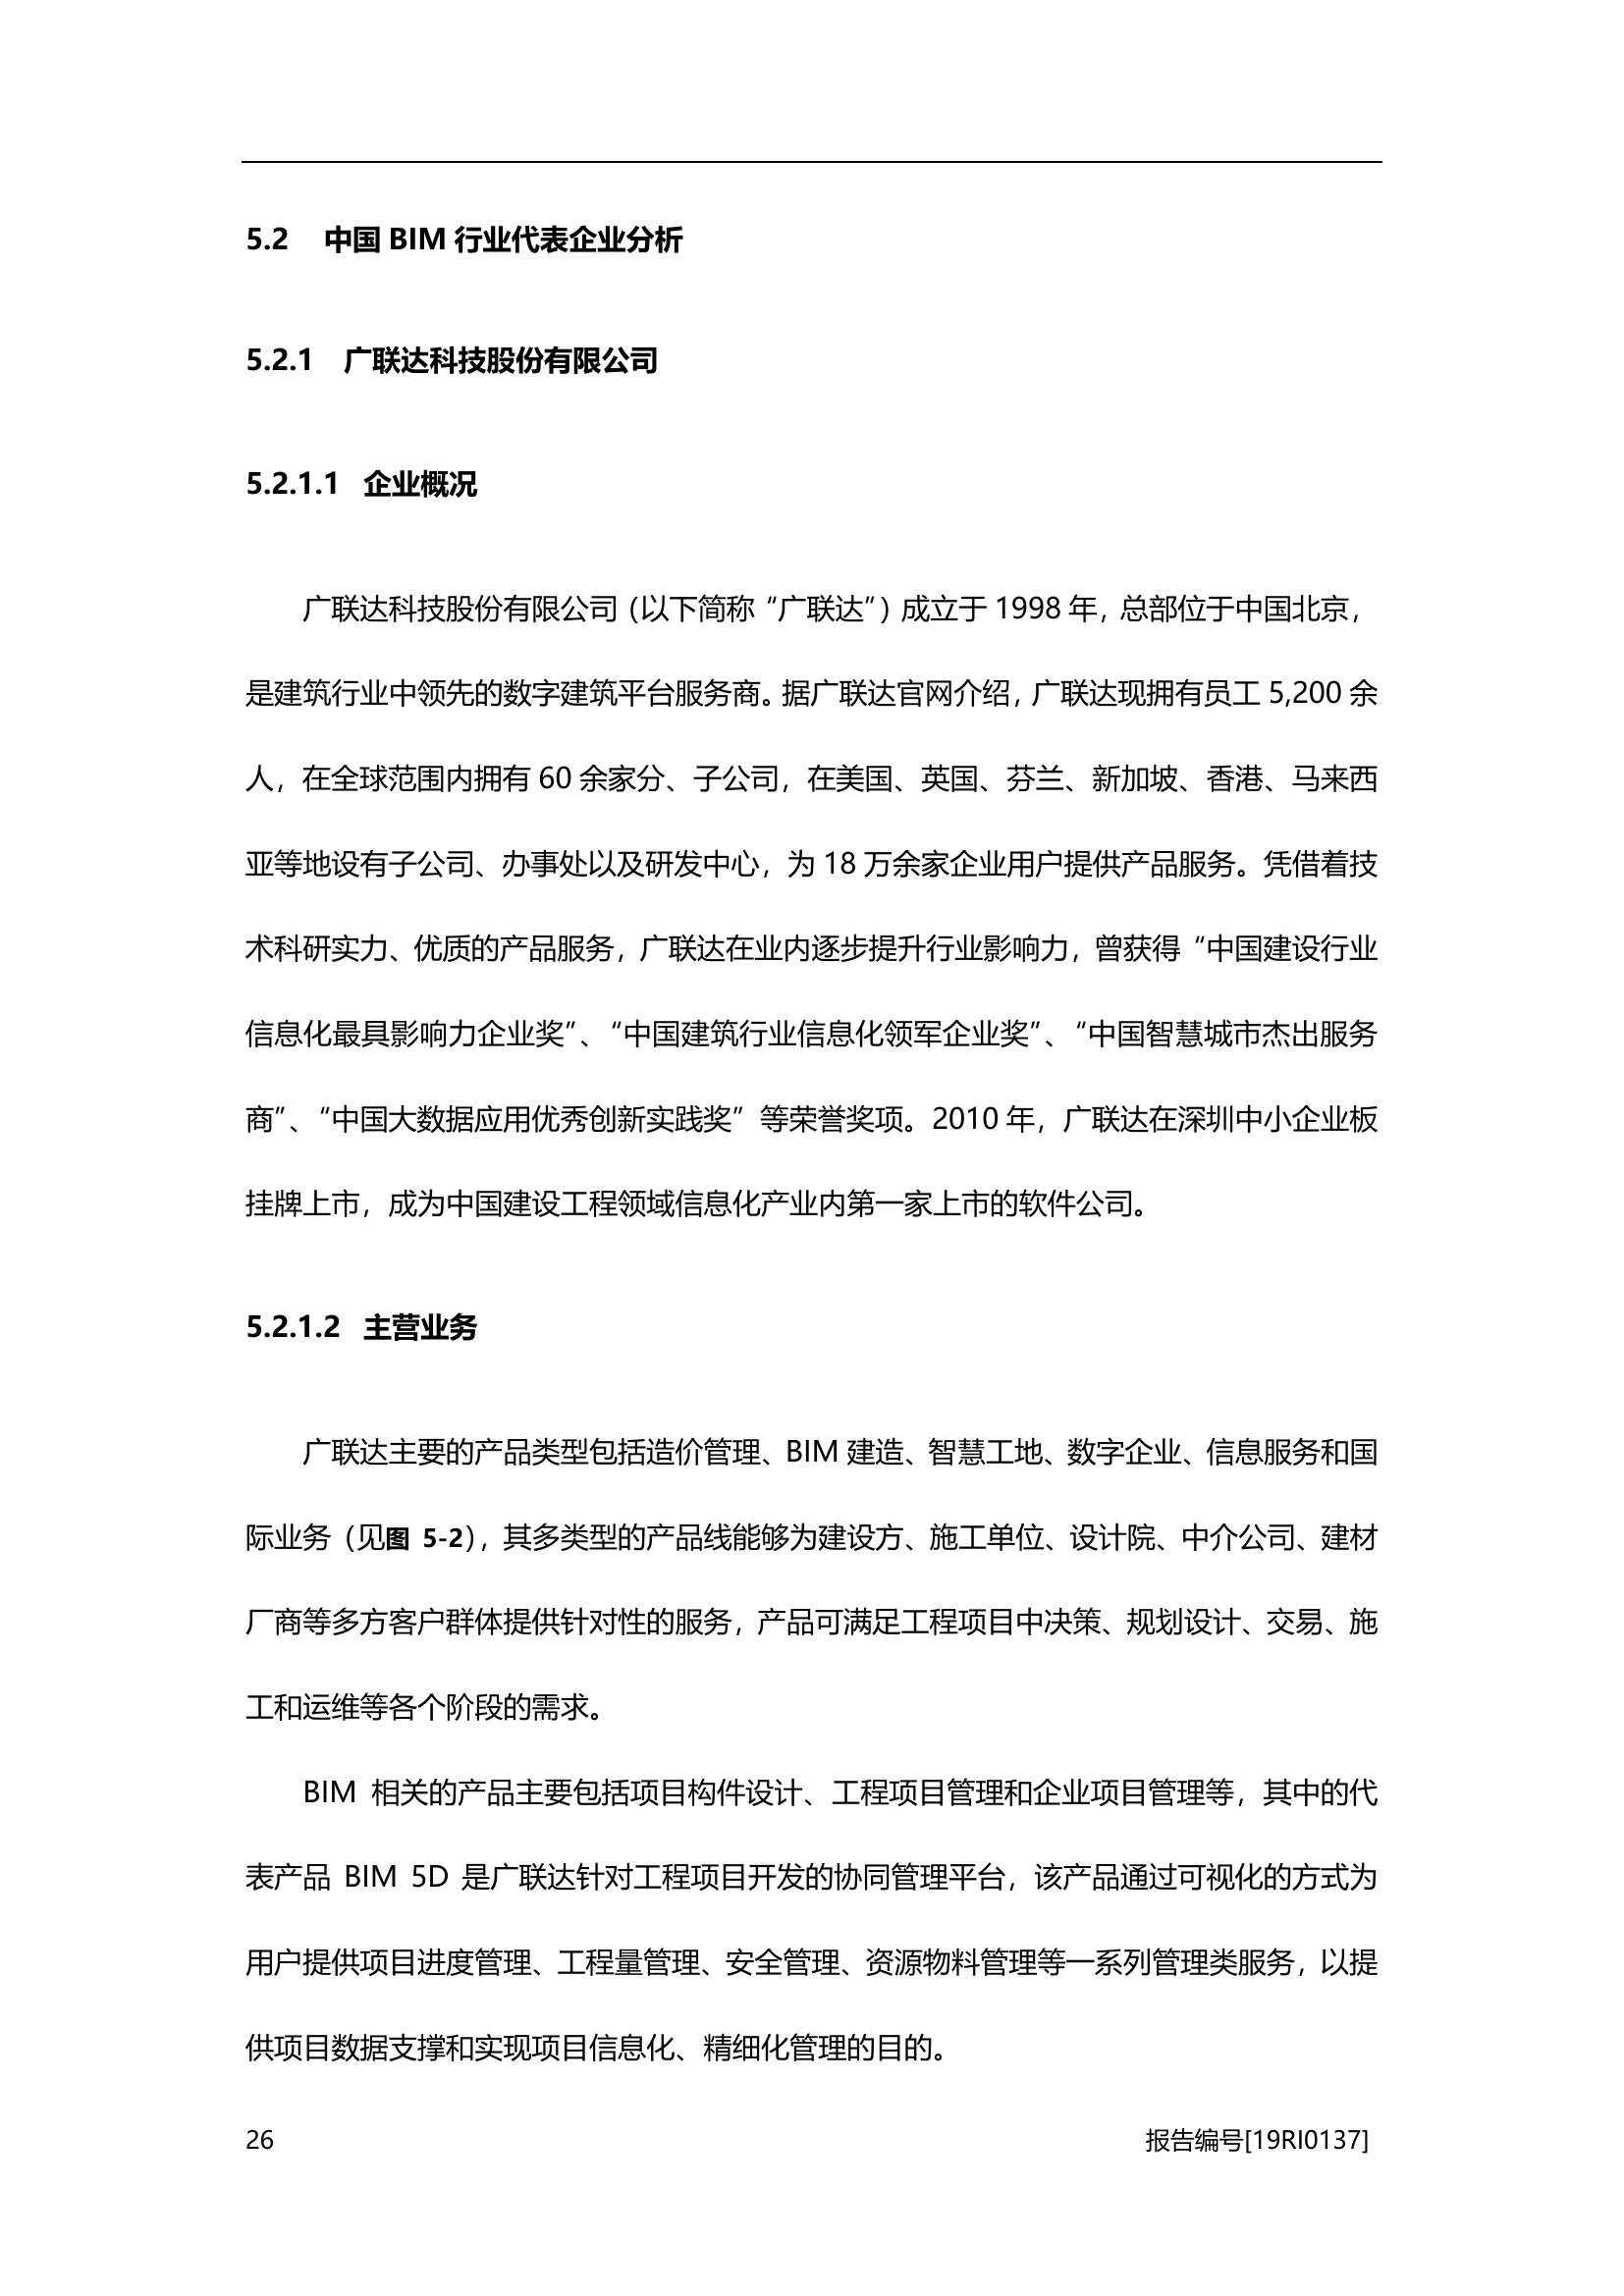 5.2 中国 BIM 行业代表企业分析
5.2.1 广联达科技股份有限公司
5.2.1.1 企业概况
广联达科技股份有限公司（以下简称“广联达”）成立于 1998 年，总部位于中国北京，
是建筑行业中领先的数字建筑平台服务商。据广联达官网介绍，广联达现拥有员工 5,200 余
人，在全球范围内拥有 60 余家分、子公司，在美国、英国、芬兰、新加坡、香港、马来西
亚等地设有子公司、办事处以及研发中心，为 18 万余家企业用户提供产品服务。凭借着技
术科研实力、优质的产品服务，广联达在业内逐步提升行业影响力，曾获得“中国建设行业
信息化最具影响力企业奖”、“中国建筑行业信息化领军企业奖”、“中国智慧城市杰出服务
商”、“中国大数据应用优秀创新实践奖”等荣誉奖项。2010 年，广联达在深圳中小企业板
挂牌上市，成为中国建设工程领域信息化产业内第一家上市的软件公司。
5.2.1.2 主营业务
广联达主要的产品类型包括造价管理、BIM 建造、智慧工地、数字企业、信息服务和国
际业务（见图 5-2），其多类型的产品线能够为建设方、施工单位、设计院、中介公司、建材
厂商等多方客户群体提供针对性的服务，产品可满足工程项目中决策、规划设计、交易、施
工和运维等各个阶段的需求。
BIM 相关的产品主要包括项目构件设计、工程项目管理和企业项目管理等，其中的代
表产品 BIM 5D 是广联达针对工程项目开发的协同管理平台，该产品通过可视化的方式为
用户提供项目进度管理、工程量管理、安全管理、资源物料管理等一系列管理类服务，以提
供项目数据支撑和实现项目信息化、精细化管理的目的。
26 报告编号[19RI0137]